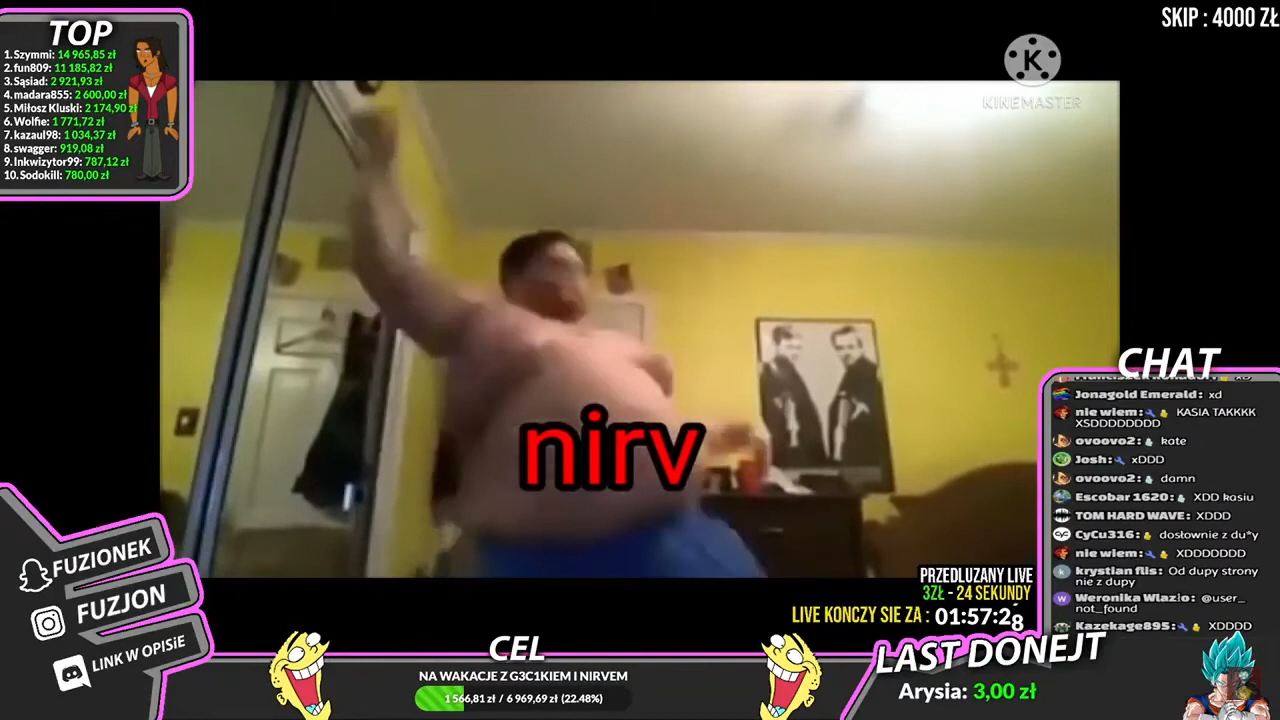 TOP
1. Szymmi: 14 965,85 zł
2. fun809: 11 185,82 zł
3. Sąsiad: 2 921,93 zł
4. madara855: 2 600,00 zł
5. Miłosz Kluski: 2 174,90 zł
6. Wolfie: 1 771,72 zł
7. kazaul98: 1 034,37 zł
8. swagger: 919,08 zł
9. Inkwizytor99: 787,12 zł
10. Sodokill: 780,00 zł
SKIP : 4000 ZŁ
K
KINEMASTER
nirv
CHAT
Jonagold Emerald: xd
nie wiem: KASIA TAKKKK
XSDDDDDDDD
ovoovo2: kate
Josh: xDDD
ovoovo2: damn
Escobar 1620: XDD kasiu
TOM HARD WAVE: XDDD
CyCu316: dosłownie z du*y
nie wiem: XDDDDDDD
krystian flis: Od dupy strony
nie z dupy
Weronika Wlazło: @user_
not_found
Kazekage895: XDDDD
FUZIONEK
FUZJON
LINK W OPISIE
PRZEDLUZANY LIVE
3ZŁ - 24 SEKUNDY
LIVE KONCZY SIE ZA : 01:57:28
CEL
NA WAKACJE Z G3C1KIEM I NIRVEM
1 566,81 zł / 6 969,69 zł (22.48%)
LAST DONEJT
Arysia: 3,00 zł